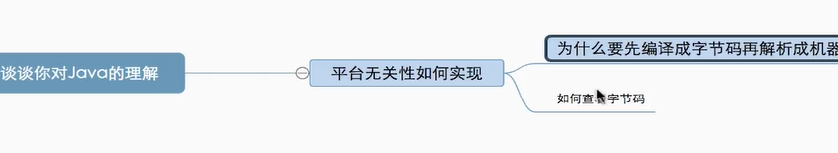 谈谈你对Java的理解
平台无关性如何实现
为什么要先编译成字节码再解析成机器
如何查看字节码